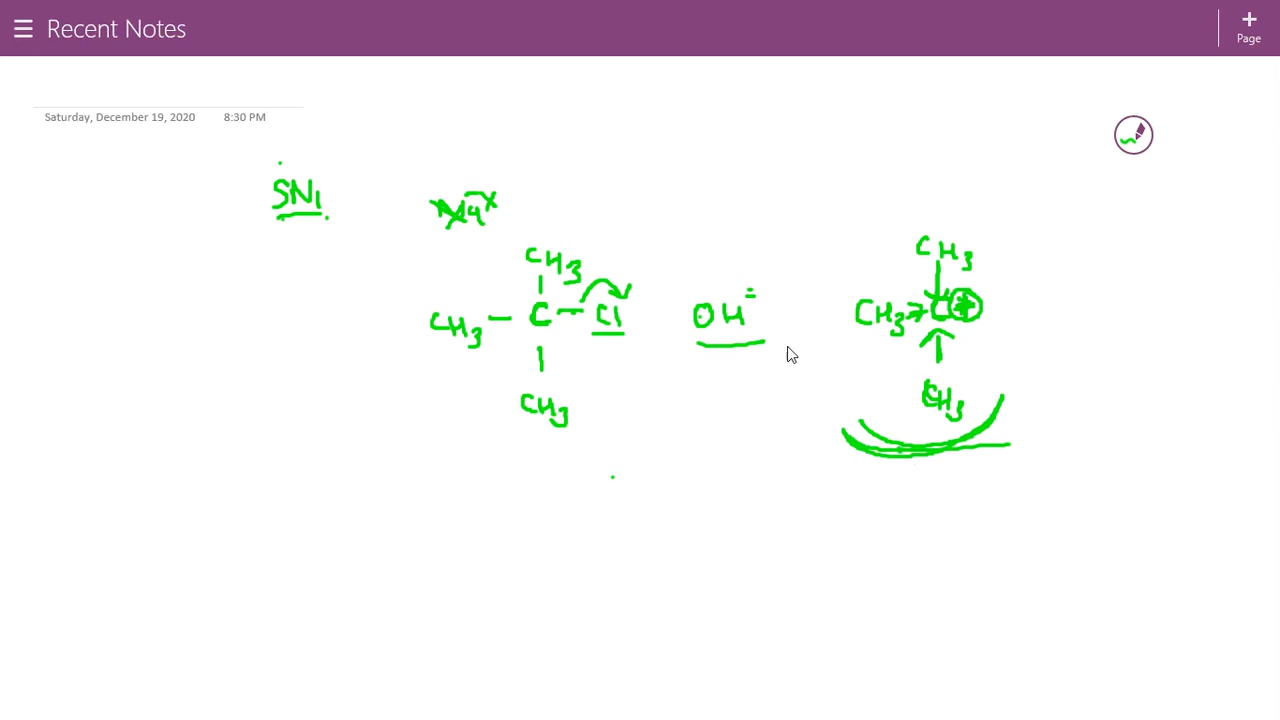 Recent Notes
Page
Saturday, December 19, 2020 8:30 PM
SN1
CH3
CH3 - C - Cl
CH3
OH-
CH3
CH3 → C +
CH3